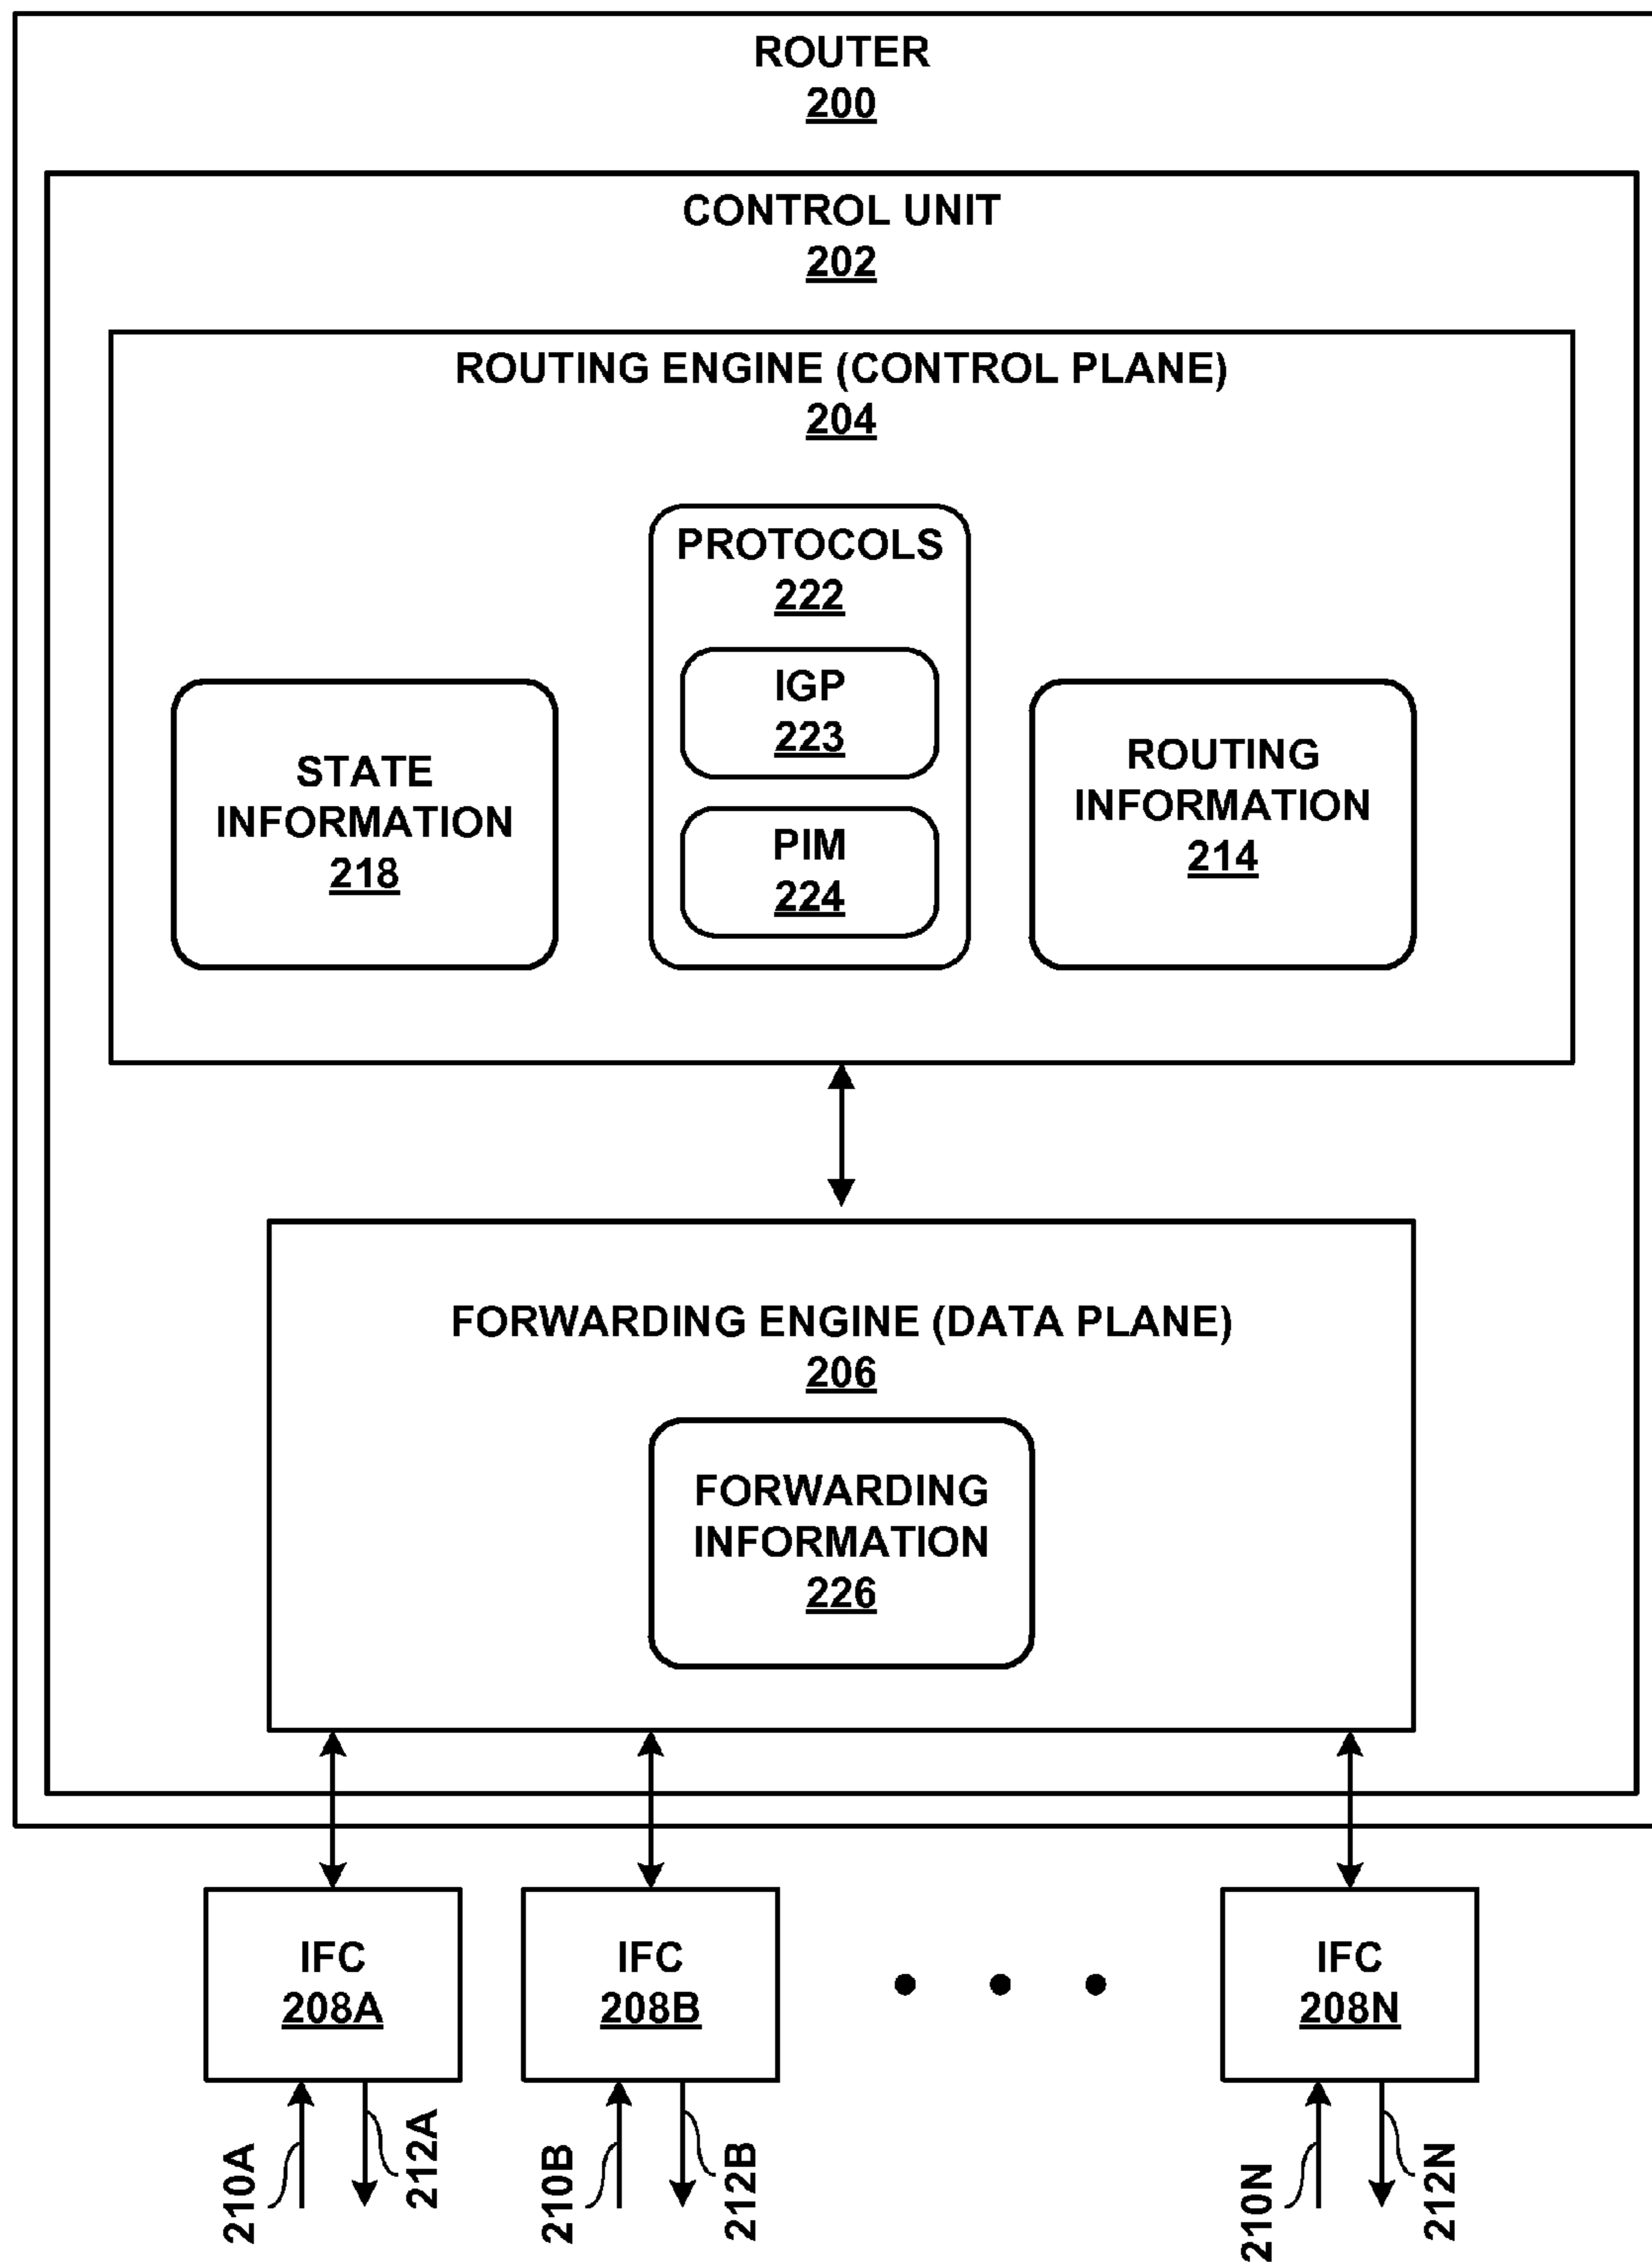 ROUTER
200
CONTROL UNIT
202
ROUTING ENGINE (CONTROL PLANE)
204
PROTOCOLS
222
IGP
223
PIM
224
STATE
INFORMATION
218
ROUTING
INFORMATION
214
FORWARDING ENGINE (DATA PLANE)
206
FORWARDING
INFORMATION
226
IFC
208A
IFC
208B
IFC
208N
210A
212A
210B
212B
210N
212N